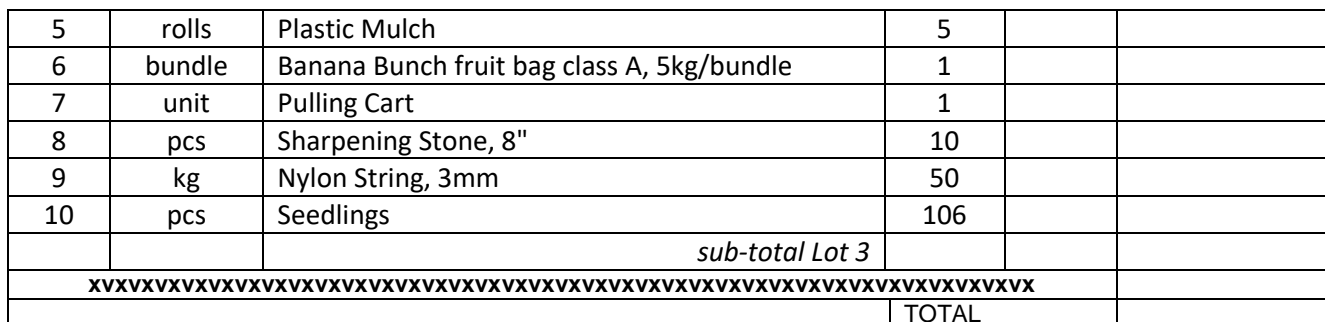 5 rolls Plastic Mulch 5
6 bundle Banana Bunch fruit bag class A, 5kg/bundle 1
7 unit Pulling Cart 1
8 pcs Sharpening Stone, 8" 10
9 kg Nylon String, 3mm 50
10 pcs Seedlings 106
sub-total Lot 3
xvxvxvxvxvxvxvxvxvxvxvxvxvxvxvxvxvxvxvxvxvxvxvxvxvxvxvxvxvxvxvxvxvxvxvx
TOTAL